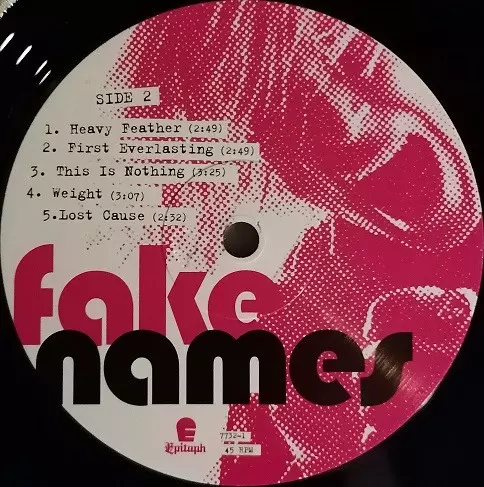 SIDE 2
1. Heavy Feather (2:49)
2. First Everlasting (2:49)
3. This Is Nothing (3:25)
4. Weight (3:07)
5.Lost Cause (2:32)
fake
names
Epitaph
7732-1
45 RPM